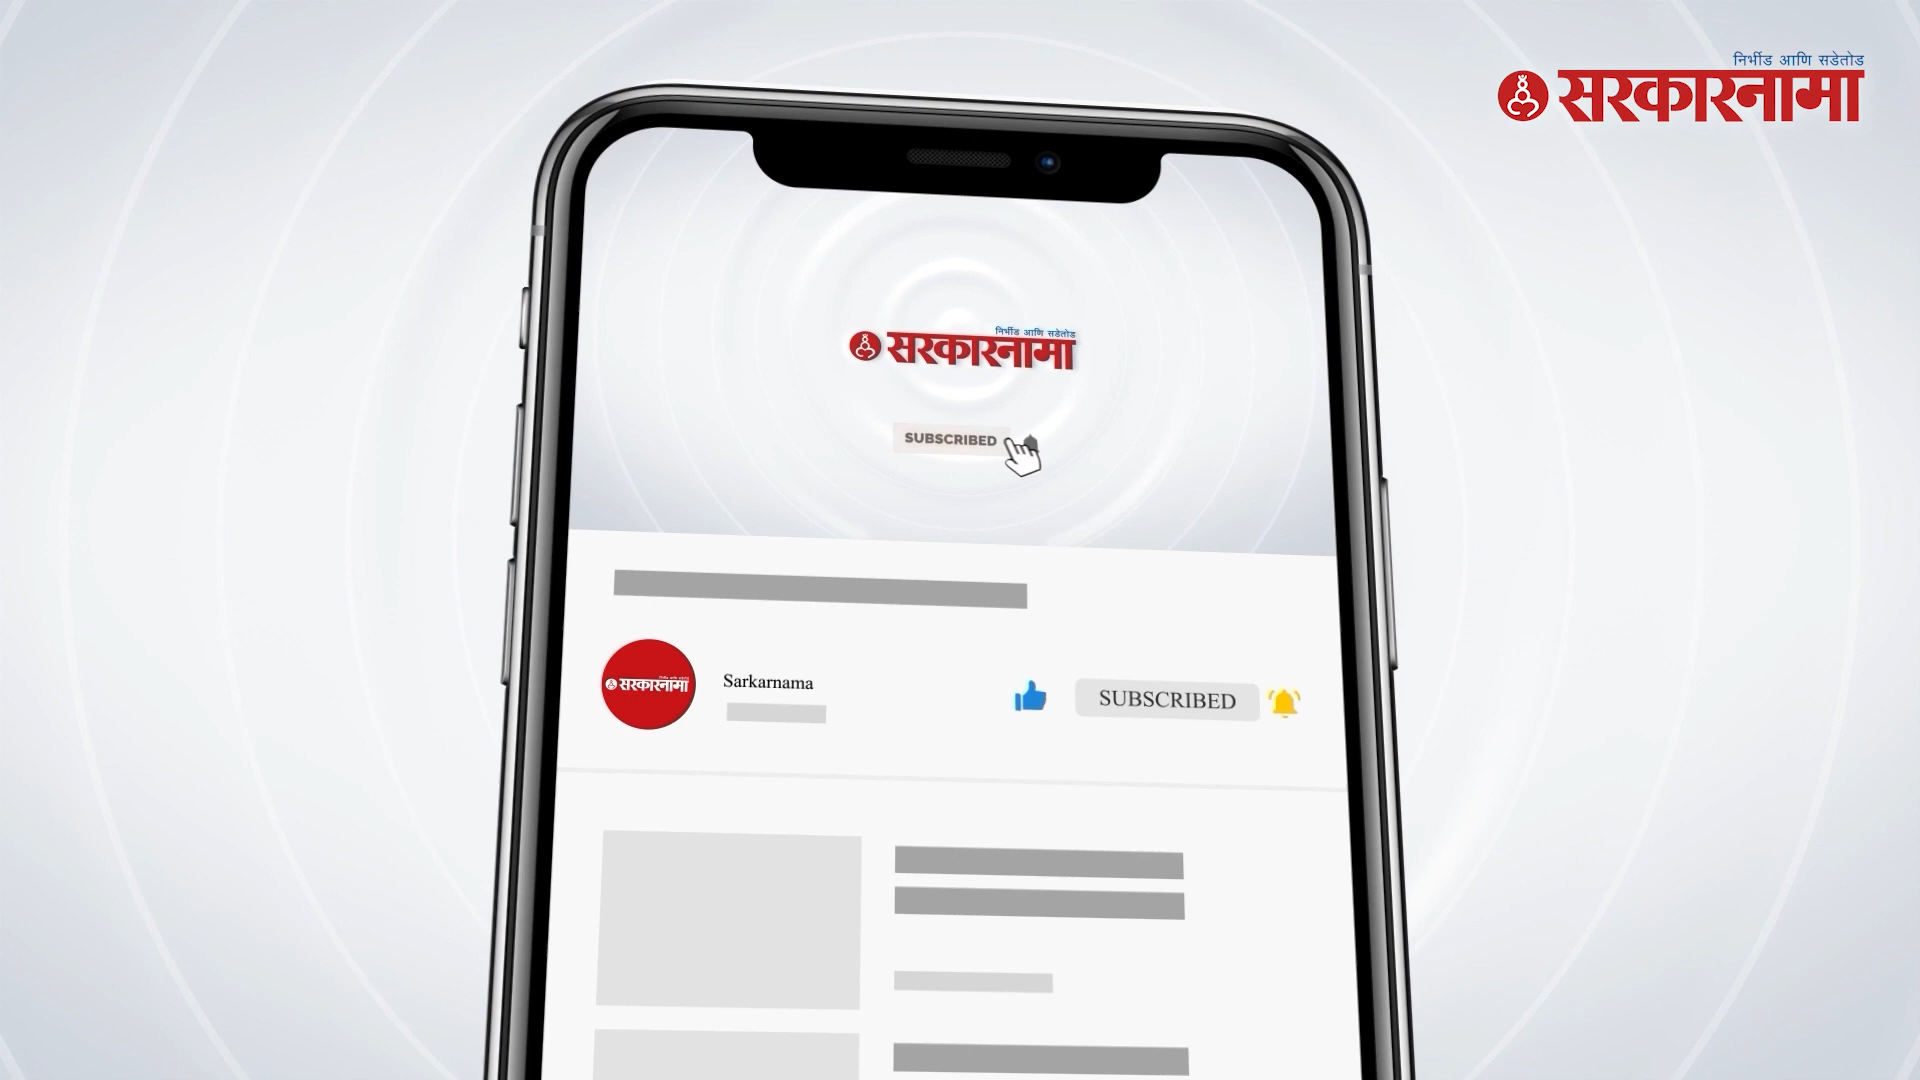 निर्भीड आणि सडेतोड
सरकारनामा
निर्भीड आणि सडेतोड
सरकारनामा
SUBSCRIBED
सरकारनामा
Sarkarnama
SUBSCRIBED